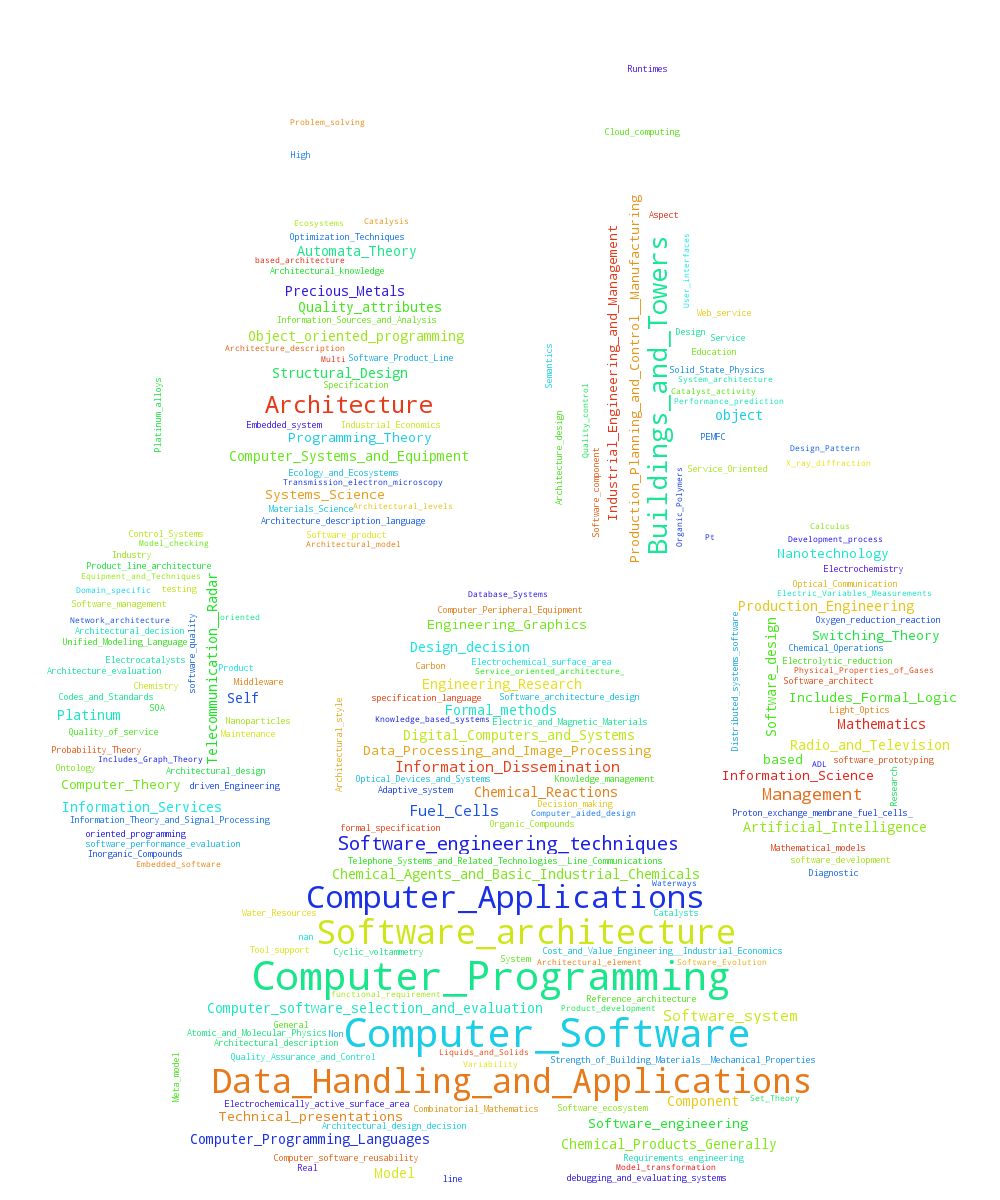 Runtimes
Problem_solving
Cloud_computing
High
Aspect
Ecosystems
Catalysis
Optimization_Techniques
Automata_Theory
based_architecture
Architectural_knowledge
Precious_Metals
Quality_attributes
Information_Sources_and_Analysis
Object_oriented_programming
Architecture_description
Multi
Software_Product_Line
Structural_Design
Specification
Architecture
Embedded_system
Industrial_Economics
Programming_Theory
Computer_Systems_and_Equipment
Ecology_and_Ecosystems
Transmission_electron_microscopy
Systems_Science
Materials_Science
Architectural_levels
Architecture_description_language
Software_product
Architectural_model
Platinum_alloys
Semantics
Architecture_design
Quality_control
Software_component
Industrial_Engineering_and_Management
Production_Planning_and_Control__Manufacturing
Buildings_and_Towers
User_interfaces
Organic_Polymers
Web_service
Design
Service
Education
Solid_State_Physics
System_architecture
Catalyst_activity
Performance_prediction
object
PEMFC
Design_Pattern
X_ray_diffraction
Service_Oriented
Pt
Calculus
Development_process
Nanotechnology
Electrochemistry
Optical_Communication
Electric_Variables_Measurements
Production_Engineering
Oxygen_reduction_reaction
Switching_Theory
Chemical_Operations
Electrolytic_reduction
Physical_Properties_of_Gases
Software_architect
Includes_Formal_Logic
Light_Optics
Mathematics
Radio_and_Television
based
software_prototyping
ADL
Information_Science
Research
Management
Proton_exchange_membrane_fuel_cells_
Artificial_Intelligence
Mathematical_models
software_development
Diagnostic
Distributed_systems_software
Software_design
Control_Systems
Model_checking
Industry
Product_line_architecture
Equipment_and_Techniques
Domain_specific
testing
Software_management
Network_architecture
Architectural_decision
Unified_Modeling_Language
software_quality
Telecommunication__Radar
oriented
Electrocatalysts
Architecture_evaluation
Product
Chemistry
Middleware
Codes_and_Standards
Self
SOA
Platinum
Nanoparticles
Quality_of_service
Maintenance
Probability_Theory
Includes_Graph_Theory
Ontology
Architectural_design
Computer_Theory
driven_Engineering
Information_Services
Information_Theory_and_Signal_Processing
oriented_programming
software_performance_evaluation
Inorganic_Compounds
Embedded_software
Database_Systems
Computer_Peripheral_Equipment
Engineering_Graphics
Design_decision
Carbon
Electrochemical_surface_area
Service_oriented_architecture_
Engineering_Research
specification_language
Software_architecture_design
Formal_methods
Knowledge_based_systems
Electric_and_Magnetic_Materials
Architectural_style
Digital_Computers_and_Systems
Data_Processing_and_Image_Processing
Information_Dissemination
Optical_Devices_and_Systems
Knowledge_management
Adaptive_system
Chemical_Reactions
Decision_making
Fuel_Cells
Computer_aided_design
Organic_Compounds
formal_specification
Software_engineering_techniques
Telephone_Systems_and_Related_Technologies__Line_Communications
Chemical_Agents_and_Basic_Industrial_Chemicals
Waterways
Computer_Applications
Water_Resources
Catalysts
Software_architecture
nan
Tool_support
Cyclic_voltammetry
Cost_and_Value_Engineering__Industrial_Economics
System
Architectural_element
Software_Evolution
Computer_Programming
functional_requirement
Reference_architecture
Computer_software_selection_and_evaluation
Product_development
Software_system
General
Atomic_and_Molecular_Physics
Non
Computer__Software
Architectural_description
Quality_Assurance_and_Control
Liquids_and_Solids
Strength_of_Building_Materials__Mechanical_Properties
Variability
Meta_model
Data_Handling_and_Applications
Set_Theory
Component
Electrochemically_active_surface_area
Combinatorial_Mathematics
Software_ecosystem
Technical_presentations
Architectural_design_decision
Software_engineering
Computer_Programming_Languages
Chemical_Products_Generally
Computer_software_reusability
Requirements_engineering
Real
Model_transformation
Model
line
debugging_and_evaluating_systems